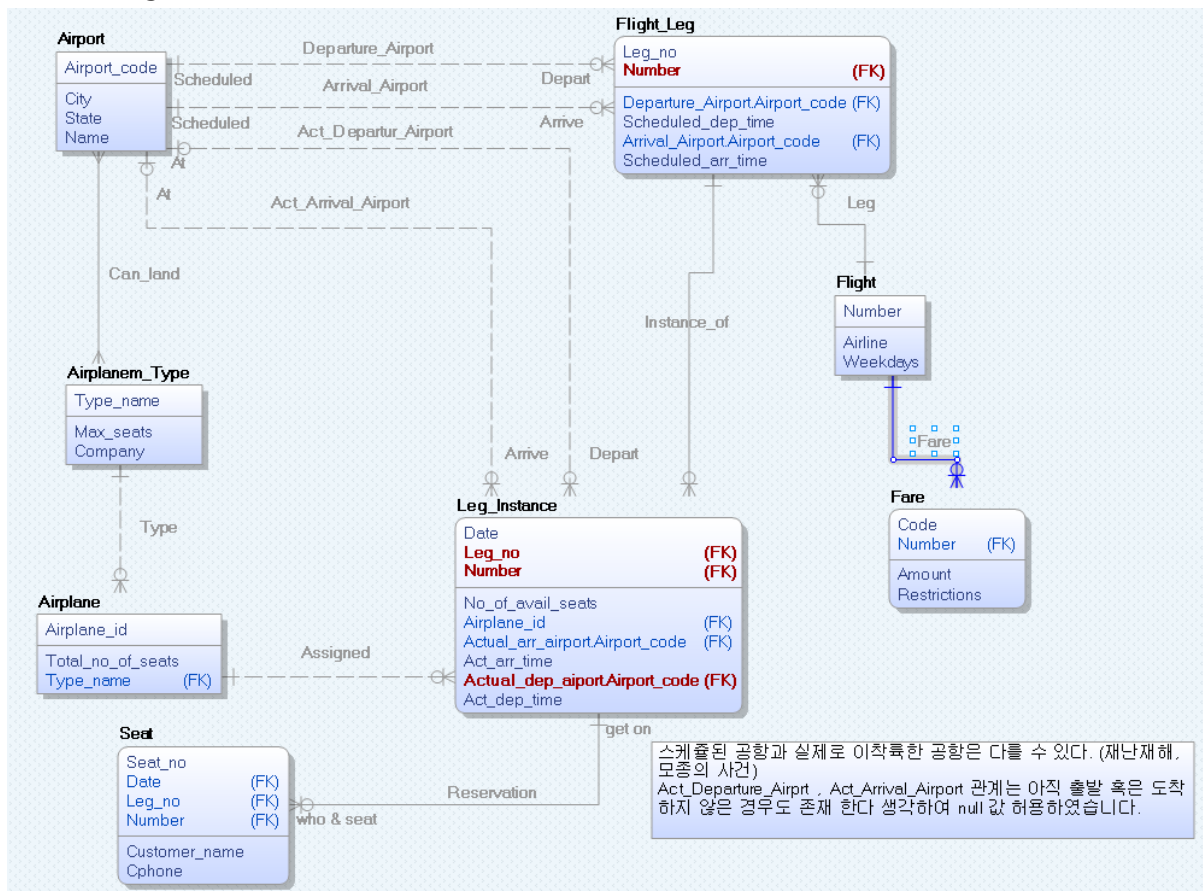 Airport
Airport_code
City
State
Name
Departure_Airport
Scheduled
Depart
Arrival_Airport
Scheduled
Arrive
Act_Departur_Airport
At
At
Act_Arrival_Airport
Flight_Leg
Leg_no
Number (FK)
Departure_Airport.Airport_code (FK)
Scheduled_dep_time
Arrival_Airport.Airport_code (FK)
Scheduled_arr_time
Leg
Can_land
Instance_of
Flight
Number
Airline
Weekdays
Airplanem_Type
Type_name
Max_seats
Company
Fare
Arrive
Depart
Type
Fare
Code
Number (FK)
Amount
Restrictions
Leg_Instance
Date
Leg_no (FK)
Number (FK)
No_of_avail_seats
Airplane_id (FK)
Actual_arr_airport.Airport_code (FK)
Act_arr_time
Actual_dep_aiport.Airport_code (FK)
Act_dep_time
Airplane
Airplane_id
Total_no_of_seats
Type_name (FK)
Assigned
get on
Seat
Seat_no
Date (FK)
Leg_no (FK)
Number (FK)
Customer_name
Cphone
Reservation
who & seat
스케쥴된 공항과 실제로 이착륙한 공항은 다를 수 있다. (재난재해,
모종의 사건)
Act_Departure_Airprt , Act_Arrival_Airport 관계는 아직 출발 혹은 도착
하지 않은 경우도 존재 한다 생각하여 null 값 허용하였습니다.